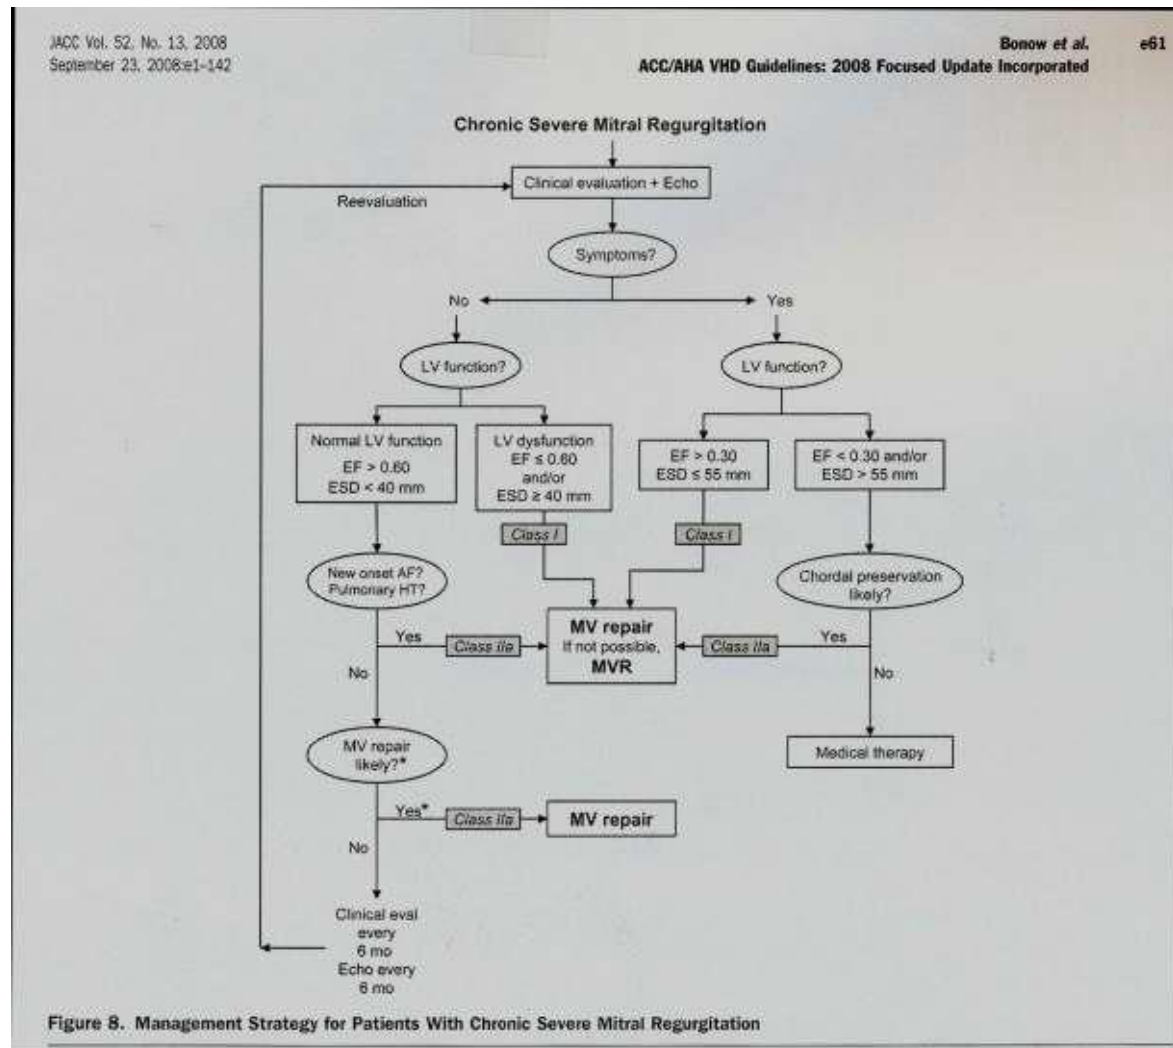 JACC Vol. 52, No. 13, 2008
September 23, 2008:e1–142
Bonow et al. e61
ACC/AHA VHD Guidelines: 2008 Focused Update Incorporated
Chronic Severe Mitral Regurgitation
Clinical evaluation + Echo
Reevaluation
Symptoms?
No
Yes
LV function?
LV function?
Normal LV function
EF > 0.60
ESD < 40 mm
LV dysfunction
EF ≤ 0.60
and/or
ESD ≥ 40 mm
EF > 0.30
ESD ≤ 55 mm
EF < 0.30 and/or
ESD > 55 mm
Class I
Class I
New onset AF?
Pulmonary HT?
Chordal preservation
likely?
MV repair
If not possible,
MVR
Yes
Class IIa
Class IIa
Yes
No
No
MV repair
likely?*
Medical therapy
Yes*
Class IIa
MV repair
No
Clinical eval
every
6 mo
Echo every
6 mo
Figure 8. Management Strategy for Patients With Chronic Severe Mitral Regurgitation